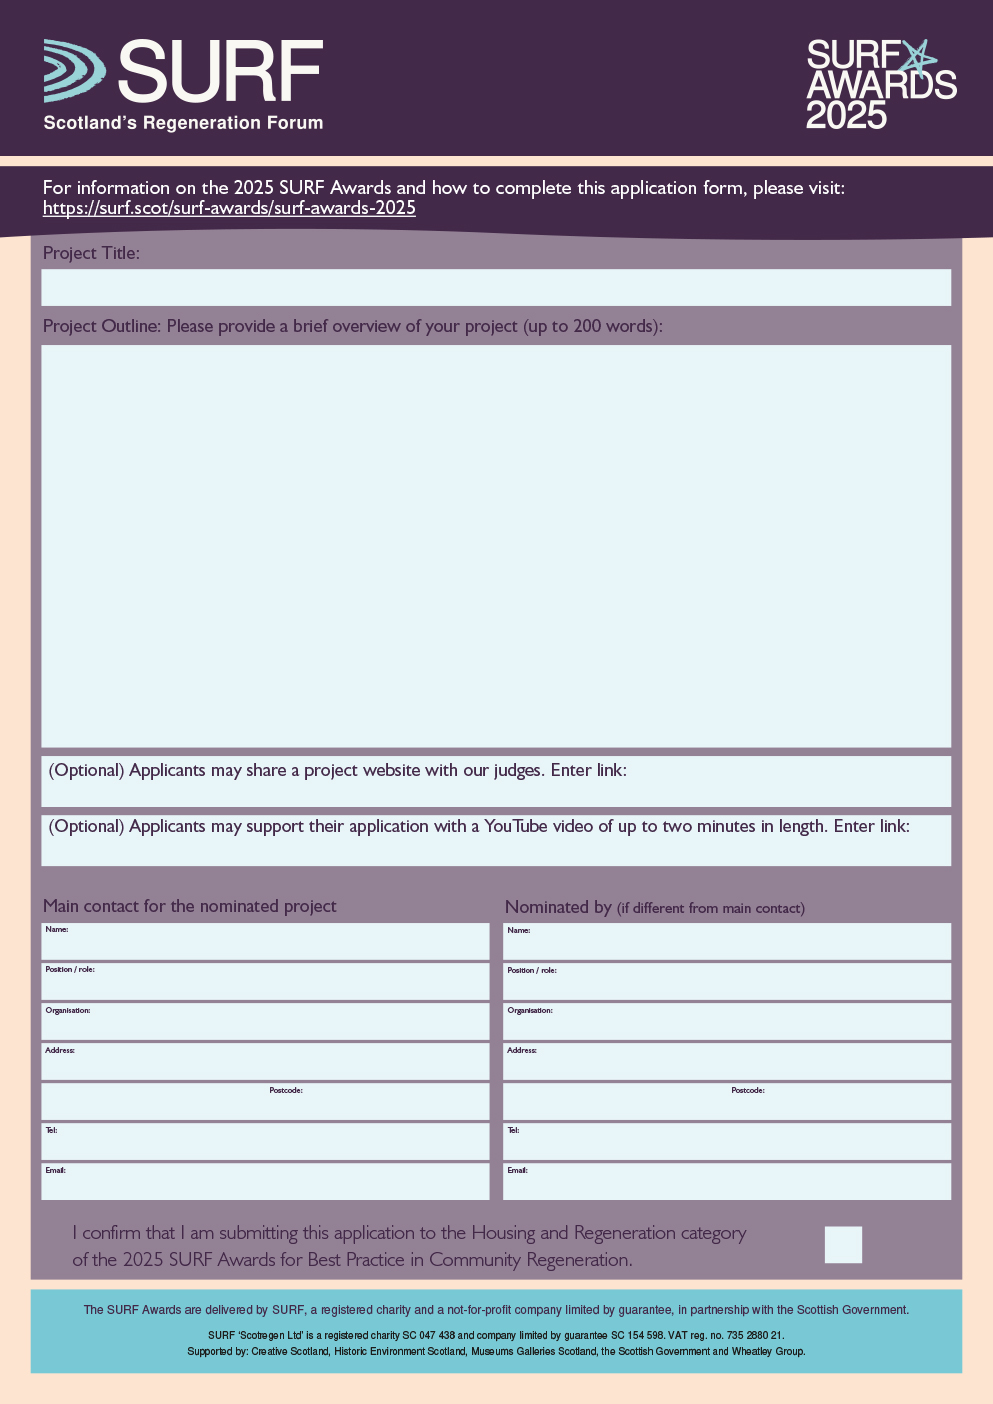 SURF
Scotland's Regeneration Forum
SURF
AWARDS
2025
For information on the 2025 SURF Awards and how to complete this application form, please visit:
https://surf.scot/surf-awards/surf-awards-2025
Project Title:
Project Outline: Please provide a brief overview of your project (up to 200 words):
(Optional) Applicants may share a project website with our judges. Enter link:
(Optional) Applicants may support their application with a YouTube video of up to two minutes in length. Enter link:
Main contact for the nominated project
Name:
Position / role:
Organisation:
Address:
Postcode:
Tel:
Email:
Nominated by (if different from main contact)
Name:
Position / role:
Organisation:
Address:
Postcode:
Tel:
Email:
I confirm that I am submitting this application to the Housing and Regeneration category
of the 2025 SURF Awards for Best Practice in Community Regeneration.
The SURF Awards are delivered by SURF, a registered charity and a not-for-profit company limited by guarantee, in partnership with the Scottish Government.
SURF 'Scotregen Ltd' is a registered charity SC 047 438 and company limited by guarantee SC 154 598. VAT reg. no. 735 2880 21.
Supported by: Creative Scotland, Historic Environment Scotland, Museums Galleries Scotland, the Scottish Government and Wheatley Group.